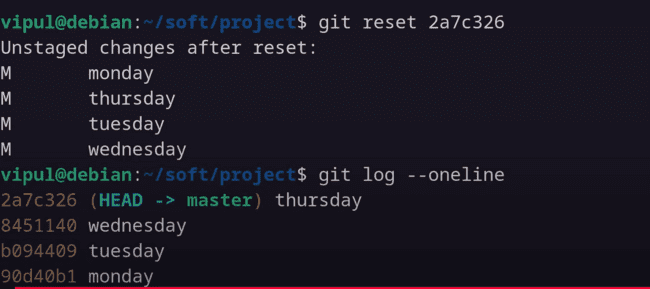 vipul@debian:~/soft/project$ git reset 2a7c326
Unstaged changes after reset:
M       monday
M       thursday
M       tuesday
M       wednesday
vipul@debian:~/soft/project$ git log --oneline
2a7c326 (HEAD -> master) thursday
8451140 wednesday
b094409 tuesday
90d40b1 monday